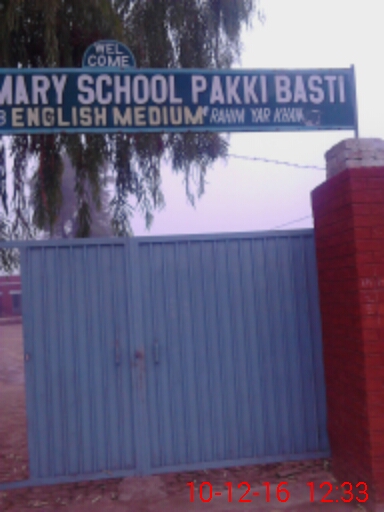 WEL
COME
MARY SCHOOL PAKKI BASTI
ENGLISH MEDIUM RAHIM YAR KHAN
10-12-16 12:33